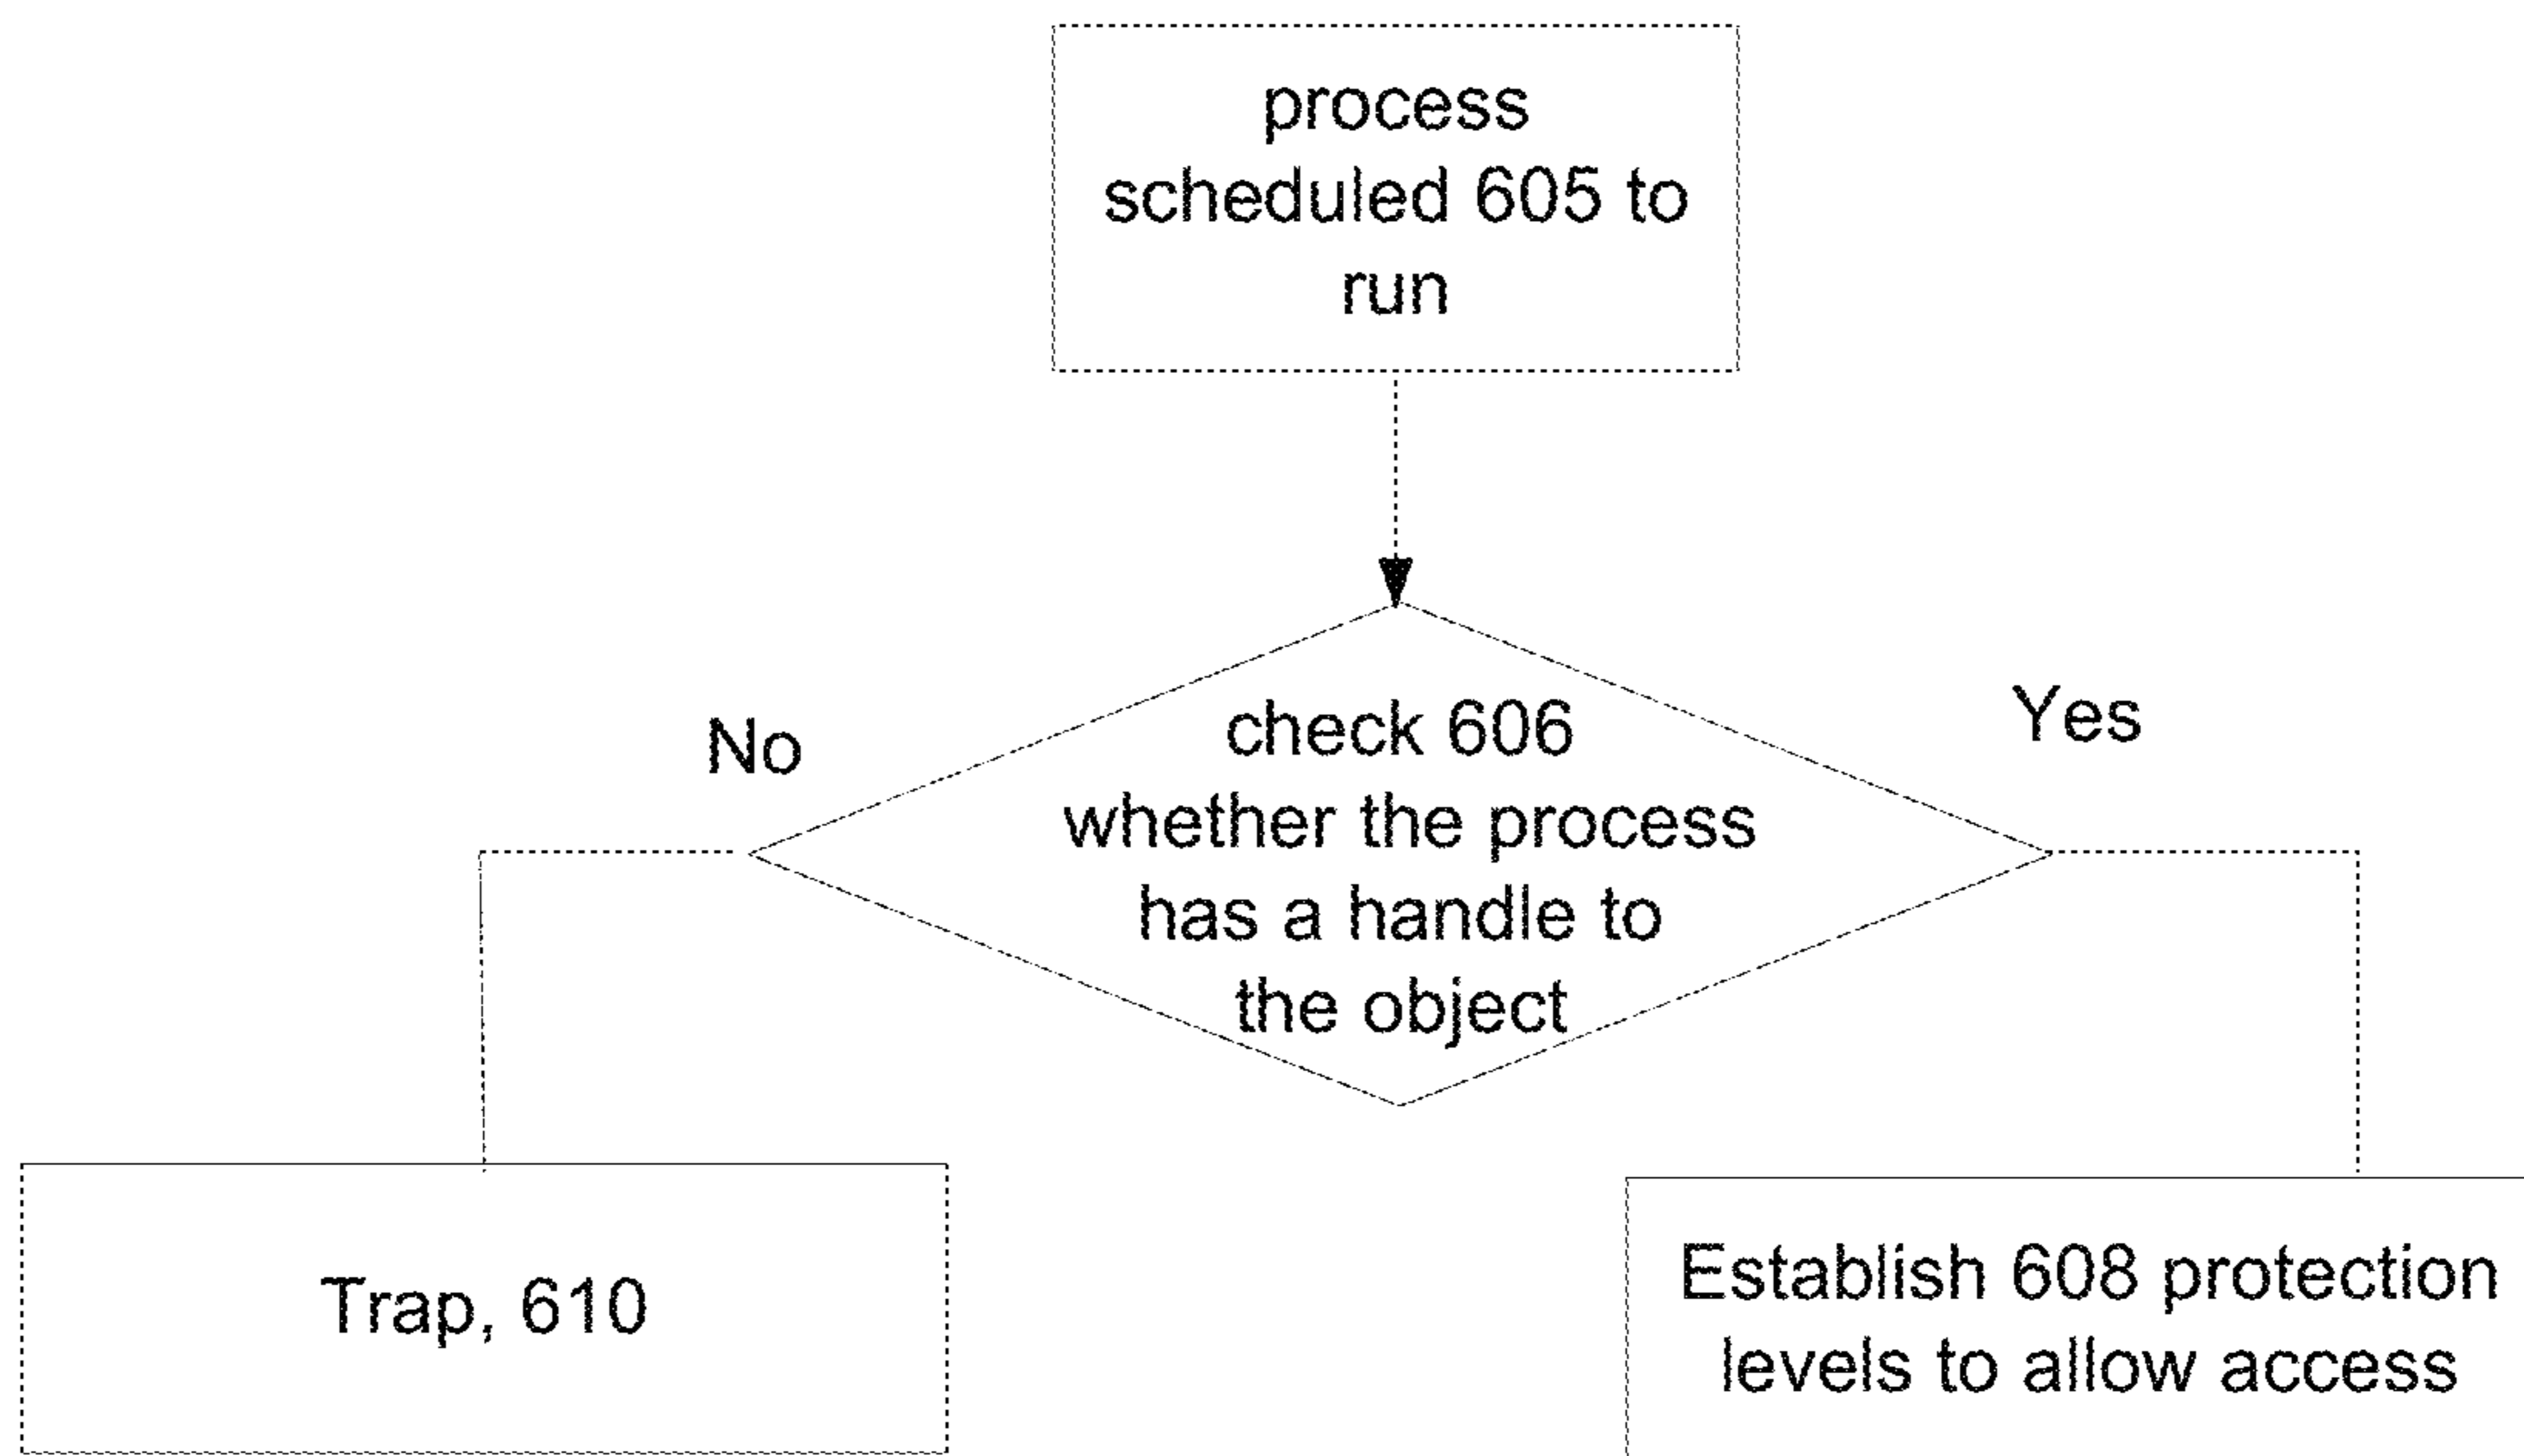 process
scheduled 605 to
run
No
Yes
check 606
whether the process
has a handle to
the object
Trap, 610
Establish 608 protection
levels to allow access